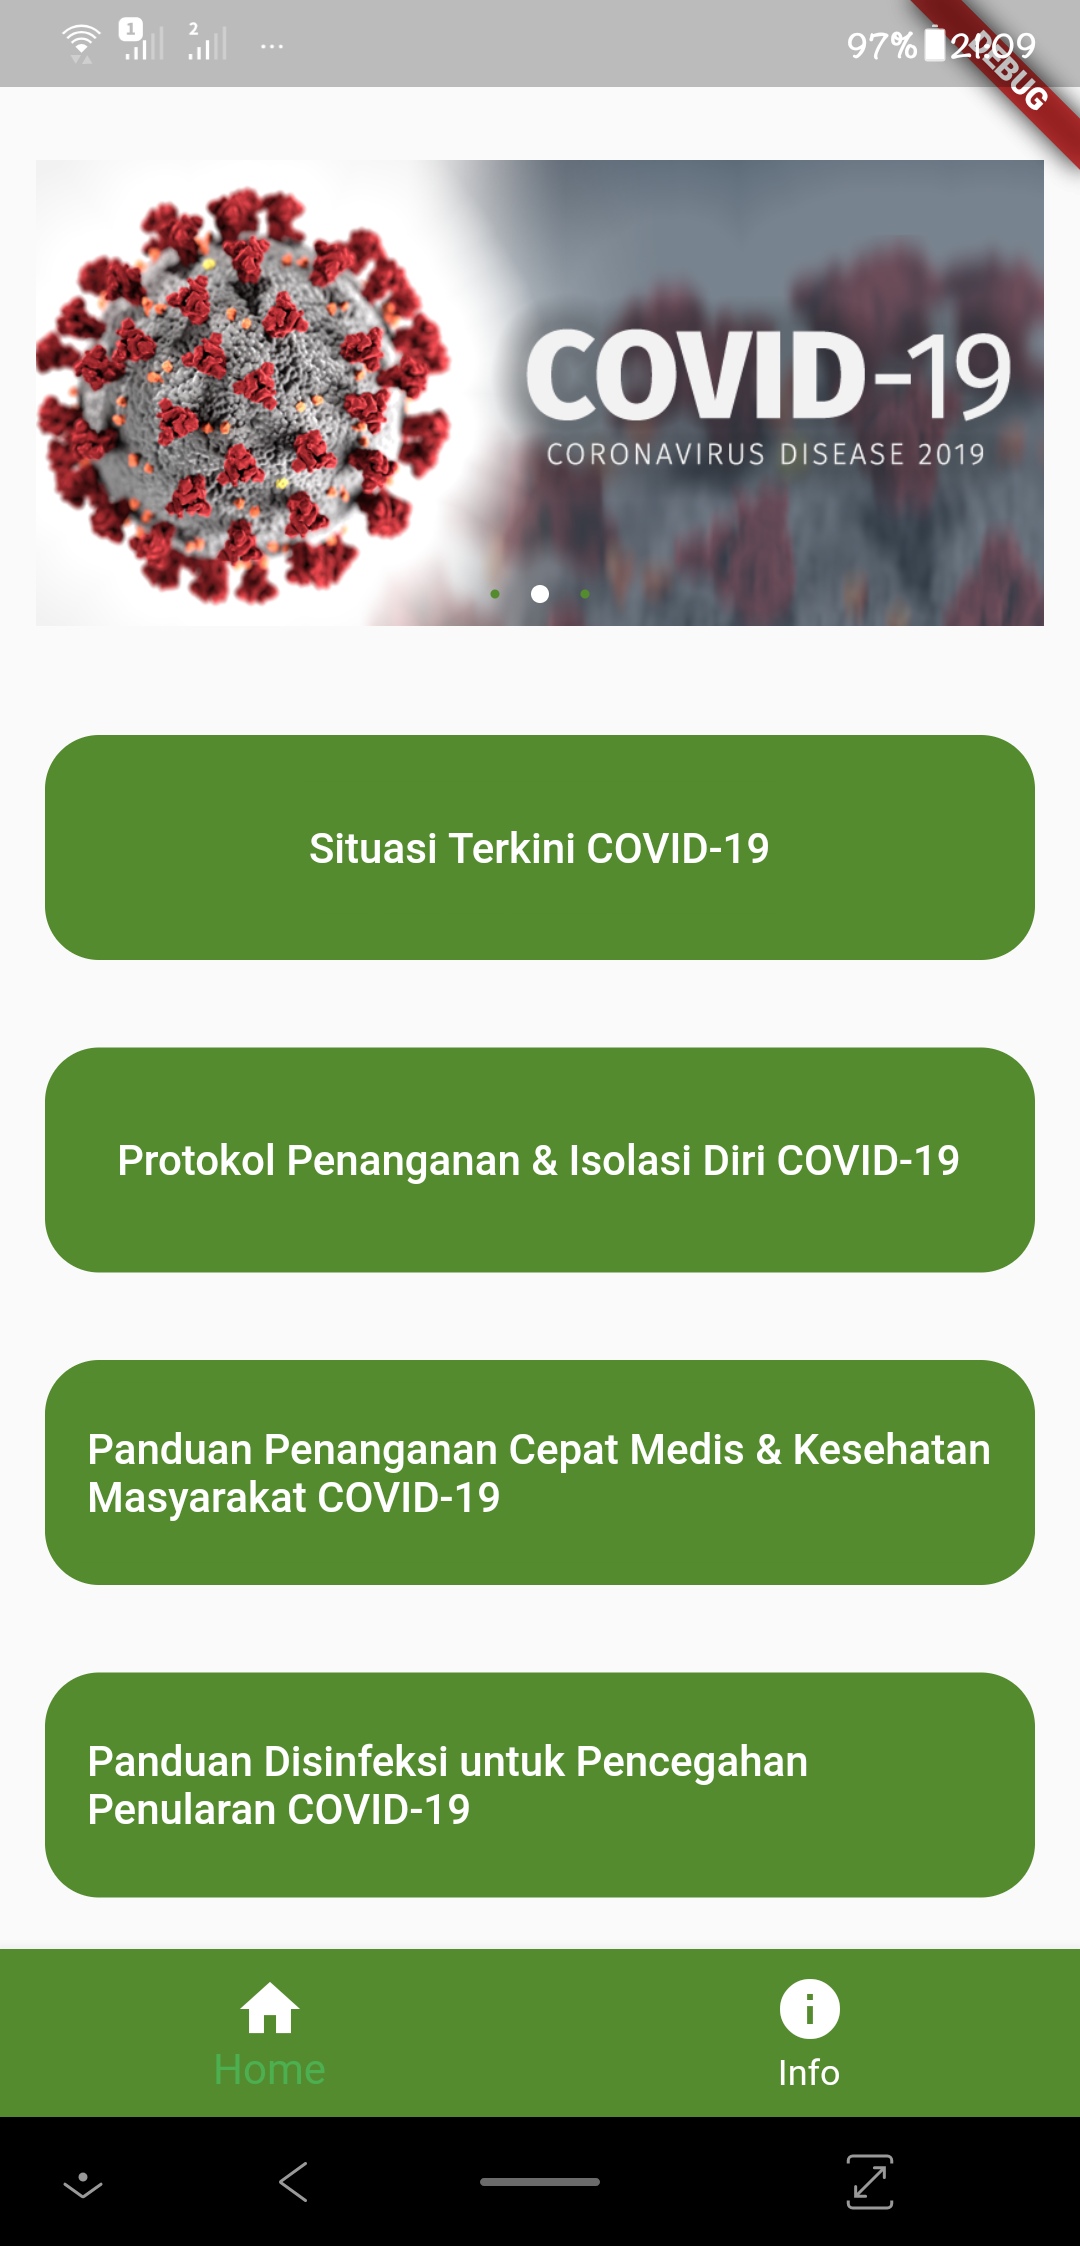 1
2
...
97%
21:09
DEBUG
COVID-19
CORONAVIRUS DISEASE 2019
Situasi Terkini COVID-19
Protokol Penanganan & Isolasi Diri COVID-19
Panduan Penanganan Cepat Medis & Kesehatan
Masyarakat COVID-19
Panduan Disinfeksi untuk Pencegahan
Penularan COVID-19
Home
Info